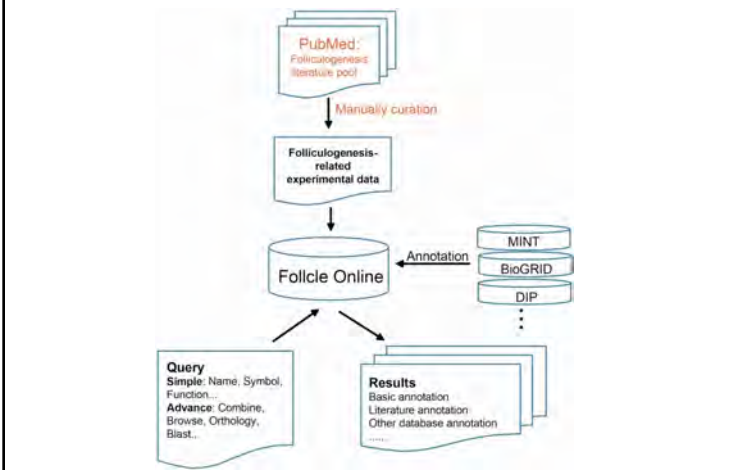 PubMed:
Folliculogenesis
literature pool
Manually curation
Folliculogenesis-
related
experimental data
Follcle Online
Annotation
MINT
BioGRID
DIP
Query
Simple: Name, Symbol,
Function...
Advance: Combine,
Browse, Orthology,
Blast..
Results
Basic annotation
Literature annotation
Other database annotation
......